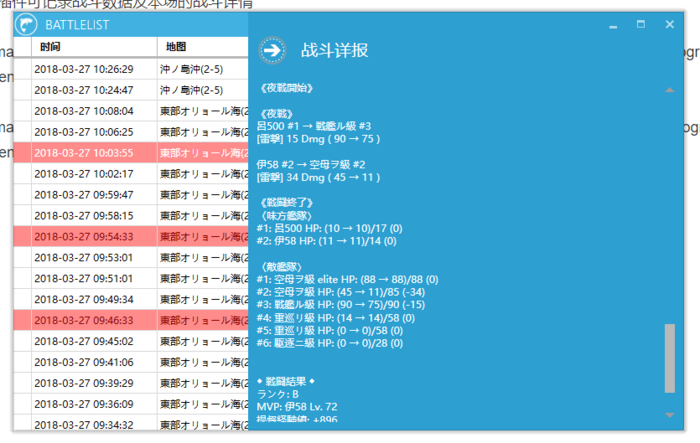 插件可记录战斗数据及本场的战斗详情
BATTLELIST
时间 地图
2018-03-27 10:26:29 沖ノ島沖(2-5)
2018-03-27 10:24:47 沖ノ島沖(2-5)
2018-03-27 10:08:04 東部オリョール海(2
2018-03-27 10:06:25 東部オリョール海(2
2018-03-27 10:03:55 東部オリョール海(2
2018-03-27 10:02:17 東部オリョール海(2
2018-03-27 09:59:47 東部オリョール海(2
2018-03-27 09:58:15 東部オリョール海(2
2018-03-27 09:54:33 東部オリョール海(2
2018-03-27 09:53:01 東部オリョール海(2
2018-03-27 09:51:01 東部オリョール海(2
2018-03-27 09:49:34 東部オリョール海(2
2018-03-27 09:46:33 東部オリョール海(2
2018-03-27 09:45:02 東部オリョール海(2
2018-03-27 09:41:06 東部オリョール海(2
2018-03-27 09:39:29 東部オリョール海(2
2018-03-27 09:36:09 東部オリョール海(2
2018-03-27 09:34:32 東部オリョール海(2
战斗详报
《夜戦開始》
《夜戦》
呂500 #1 → 戦艦ル級 #3
[雷撃] 15 Dmg ( 90 → 75 )
伊58 #2 → 空母ヲ級 #2
[雷撃] 34 Dmg ( 45 → 11 )
《戦闘終了》
〈味方艦隊〉
#1: 呂500 HP: (10 → 10)/17 (0)
#2: 伊58 HP: (11 → 11)/14 (0)
〈敵艦隊〉
#1: 空母ヲ級 elite HP: (88 → 88)/88 (0)
#2: 空母ヲ級 HP: (45 → 11)/85 (-34)
#3: 戦艦ル級 HP: (90 → 75)/90 (-15)
#4: 重巡リ級 HP: (14 → 14)/58 (0)
#5: 重巡リ級 HP: (0 → 0)/58 (0)
#6: 駆逐ニ級 HP: (0 → 0)/28 (0)
◆ 戦闘結果 ◆
ランク: B
MVP: 伊58 Lv. 72
提督経験値: +896